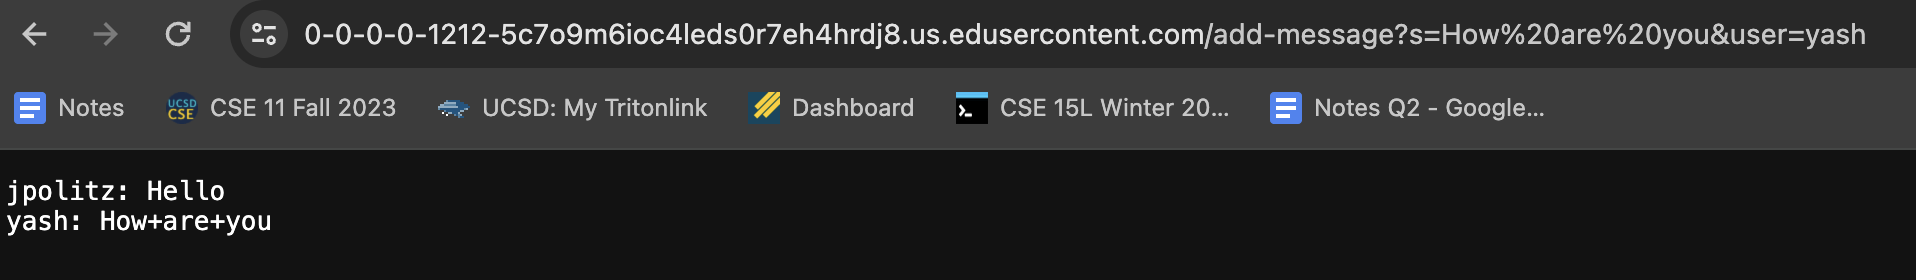 0-0-0-0-1212-5c7o9m6ioc4leds0r7eh4hrdj8.us.edusercontent.com/add-message?s=How%20are%20you&user=yash
Notes UCSD CSE CSE 11 Fall 2023 UCSD: My Tritonlink Dashboard CSE 15L Winter 20... Notes Q2 - Google...
jpolitz: Hello
yash: How+are+you